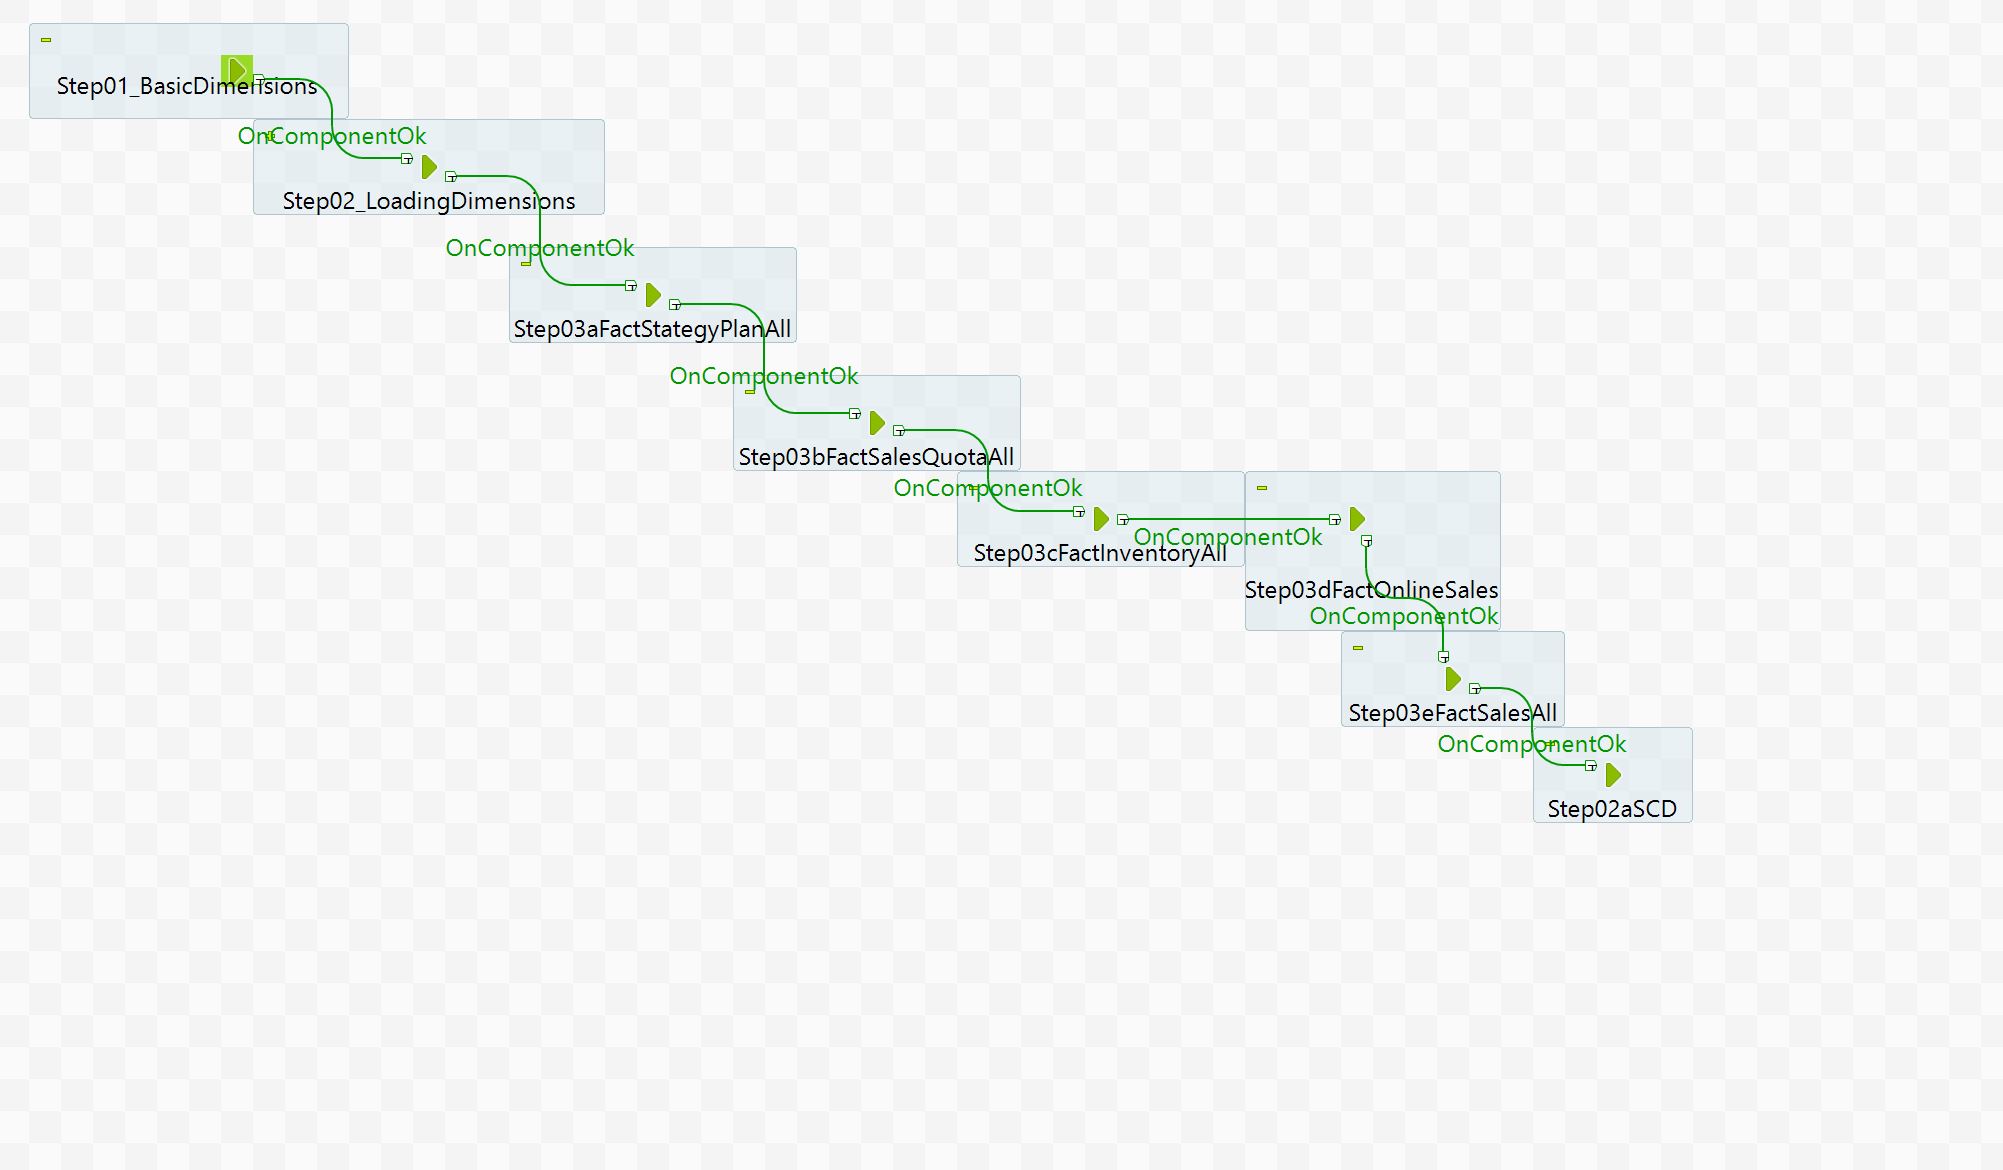 Step01_BasicDimensions
OnComponentOk
Step02_LoadingDimensions
OnComponentOk
Step03aFactStategyPlanAll
OnComponentOk
Step03bFactSalesQuotaAll
OnComponentOk
OnComponentOk
Step03cFactInventoryAll
Step03dFactOnlineSales
OnComponentOk
Step03eFactSalesAll
OnComponentOk
Step02aSCD